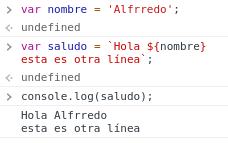 > var nombre = 'Alfrredo';
< undefined
> var saludo = `Hola ${nombre}
esta es otra línea`;
< undefined
> console.log(saludo);
Hola Alfrredo
esta es otra línea